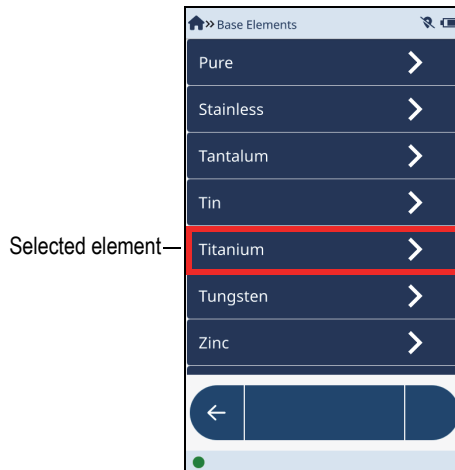 Base Elements
Pure
Stainless
Tantalum
Tin
Selected element
Titanium
Tungsten
Zinc